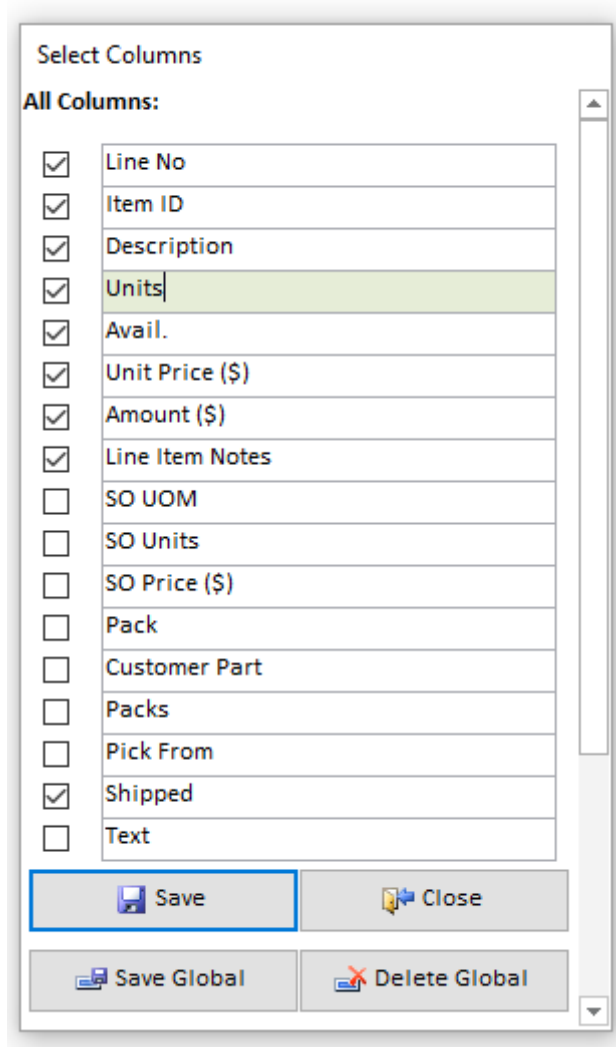 Select Columns
All Columns:
Line No
Item ID
Description
Units
Avail.
Unit Price ($)
Amount ($)
Line Item Notes
SO UOM
SO Units
SO Price ($)
Pack
Customer Part
Packs
Pick From
Shipped
Text
Save Close
Save Global Delete Global